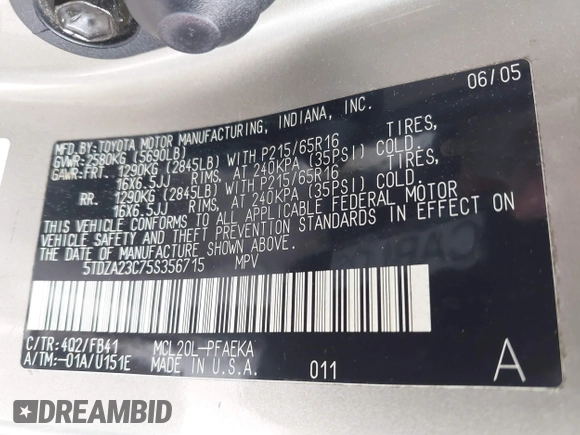 06/05
MFD.BY:TOYOTA MOTOR MANUFACTURING, INDIANA, INC.
GVWR:2580KG (5690LB)
GAWR:FRT. 1290KG (2845LB) WITH P215/65R16 TIRES,
16X6.5JJ RIMS, AT 240KPA (35PSI) COLD.
RR. 1290KG (2845LB) WITH P215/65R16 TIRES,
16X6.5JJ RIMS, AT 240KPA (35PSI) COLD.
THIS VEHICLE CONFORMS TO ALL APPLICABLE FEDERAL MOTOR
VEHICLE SAFETY AND THEFT PREVENTION STANDARDS IN EFFECT ON
THE DATE OF MANUFACTURE SHOWN ABOVE.
5TDZA23C75S356715 MPV
C/TR:4Q2/FB41 MCL20L-PFAEKA
A/TM:-01A/U151E MADE IN U.S.A. 011 A
DREAMBID